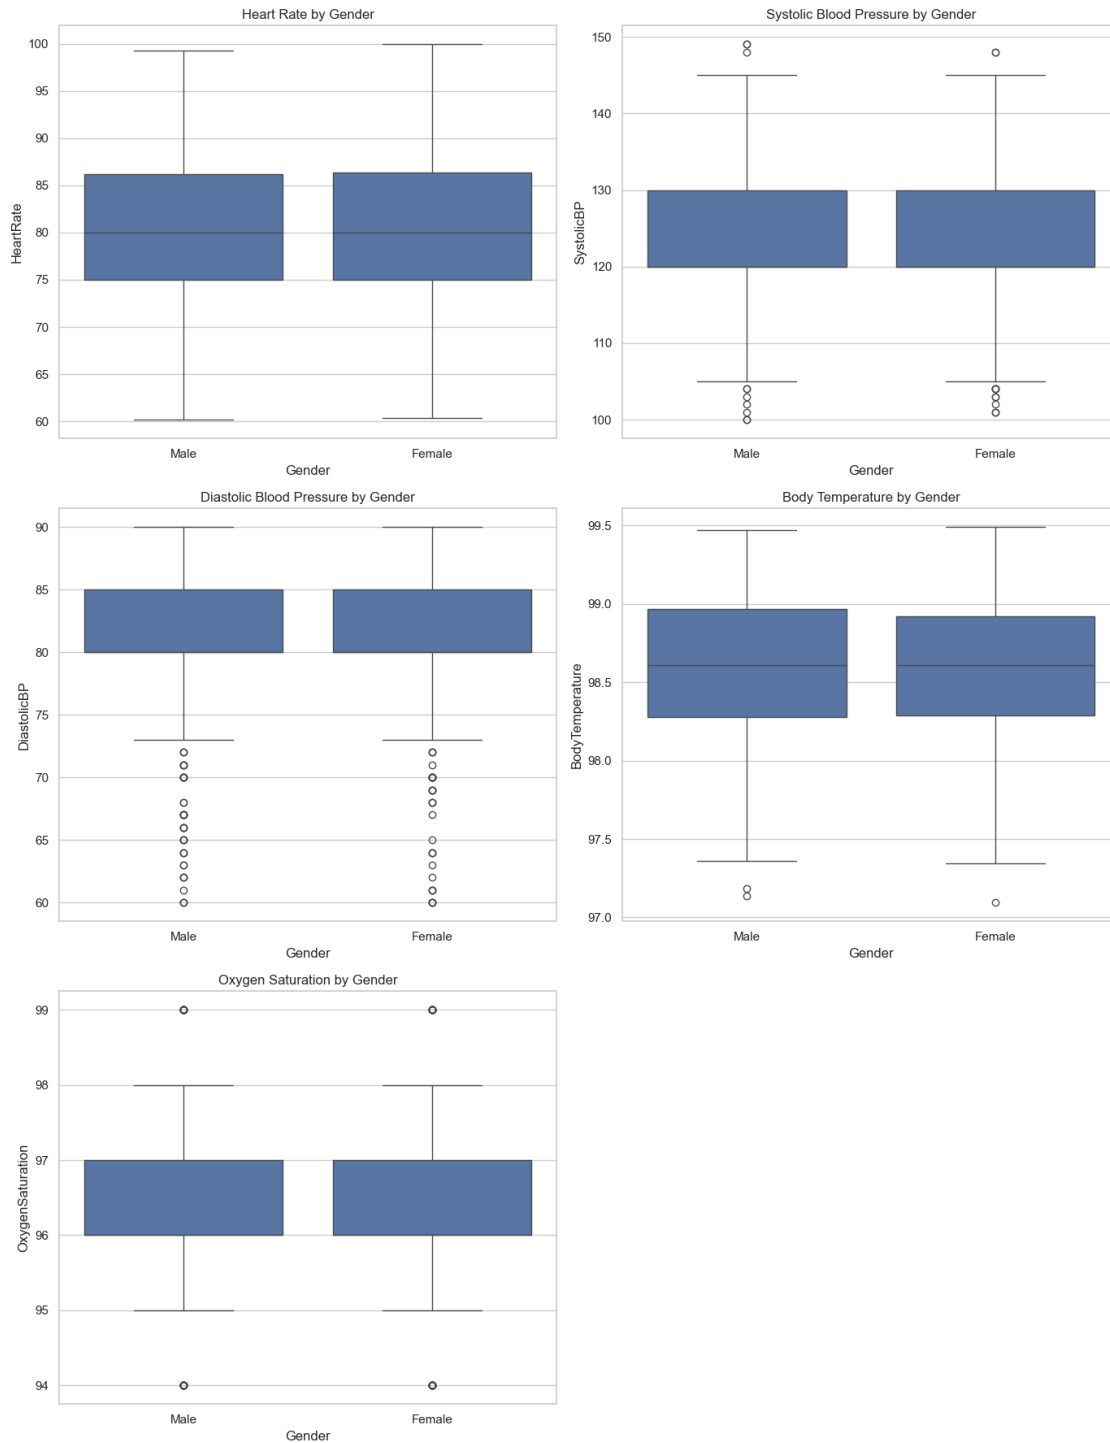 Heart Rate by Gender
100
95
90
85
80
75
70
65
60
HeartRate
Male
Female
Gender
Systolic Blood Pressure by Gender
150
140
130
120
110
100
SystolicBP
Male
Female
Gender
Diastolic Blood Pressure by Gender
90
85
80
75
70
65
60
DiastolicBP
Male
Female
Gender
Body Temperature by Gender
99.5
99.0
98.5
98.0
97.5
97.0
BodyTemperature
Male
Female
Gender
Oxygen Saturation by Gender
99
98
97
96
95
94
OxygenSaturation
Male
Female
Gender